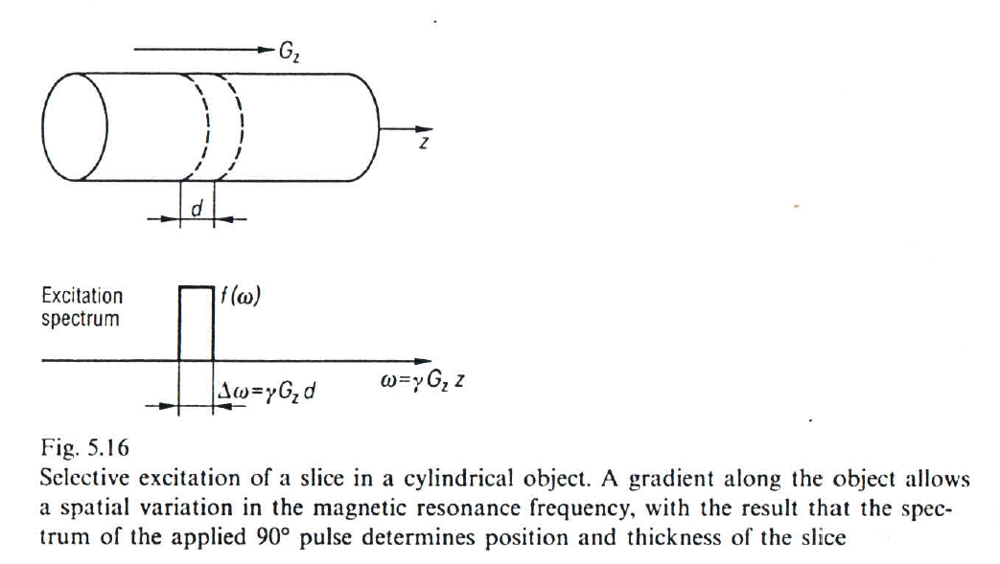 G_z
z
d
Excitation
spectrum
f(ω)
Δω=γG_z d
ω=γG_z z
Fig. 5.16
Selective excitation of a slice in a cylindrical object. A gradient along the object allows
a spatial variation in the magnetic resonance frequency, with the result that the spec-
trum of the applied 90° pulse determines position and thickness of the slice